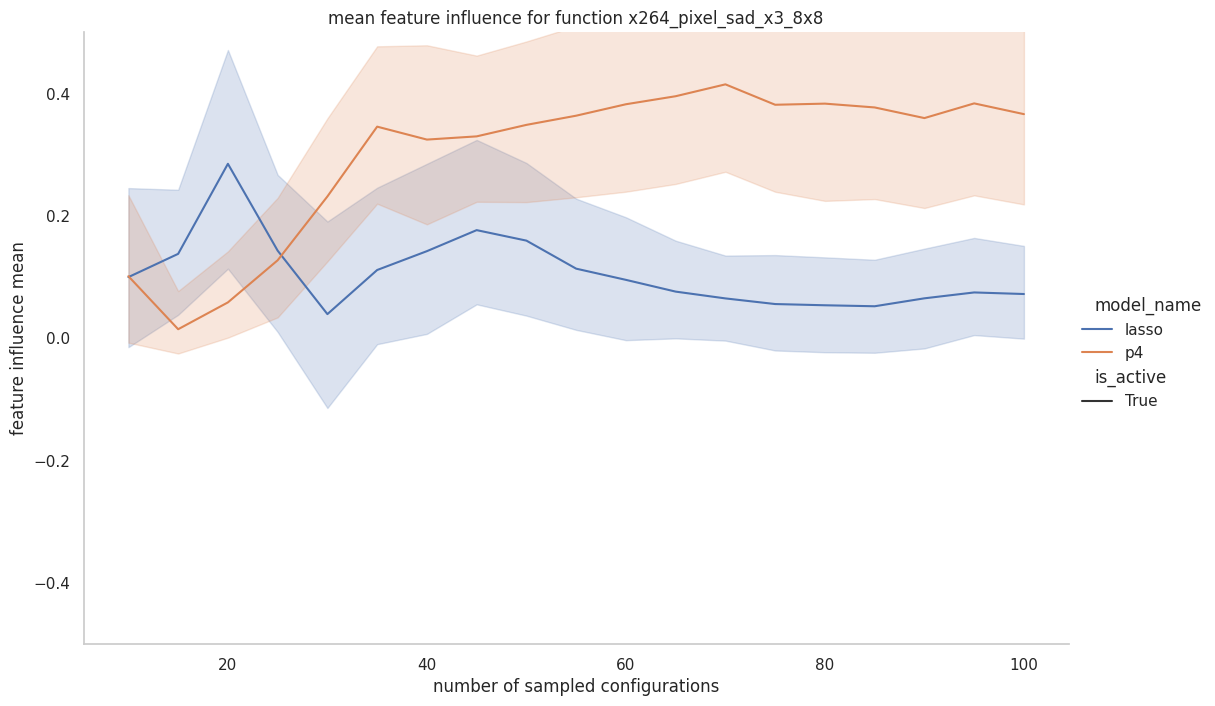 mean feature influence for function x264_pixel_sad_x3_8x8
feature influence mean
0.4
0.2
0.0
−0.2
−0.4
20
40
60
80
100
number of sampled configurations
model_name
lasso
p4
is_active
True